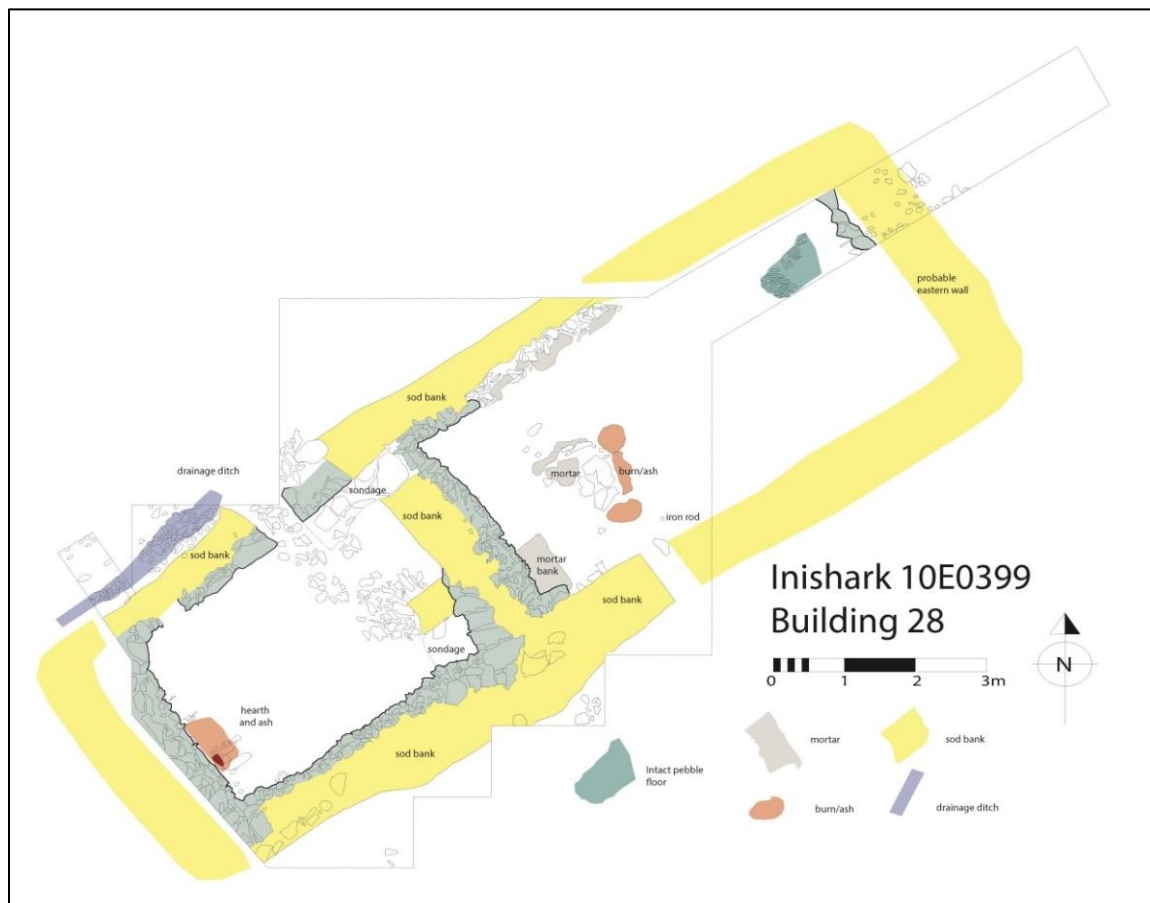 probable
eastern wall
sod bank
drainage ditch
sondage
mortar
burn/ash
sod bank
iron rod
sod bank
mortar
bank
sod bank
sondage
hearth
and ash
sod bank
Inishark 10E0399
Building 28
0 1 2 3m
N
mortar
sod bank
Intact pebble
floor
burn/ash
drainage ditch